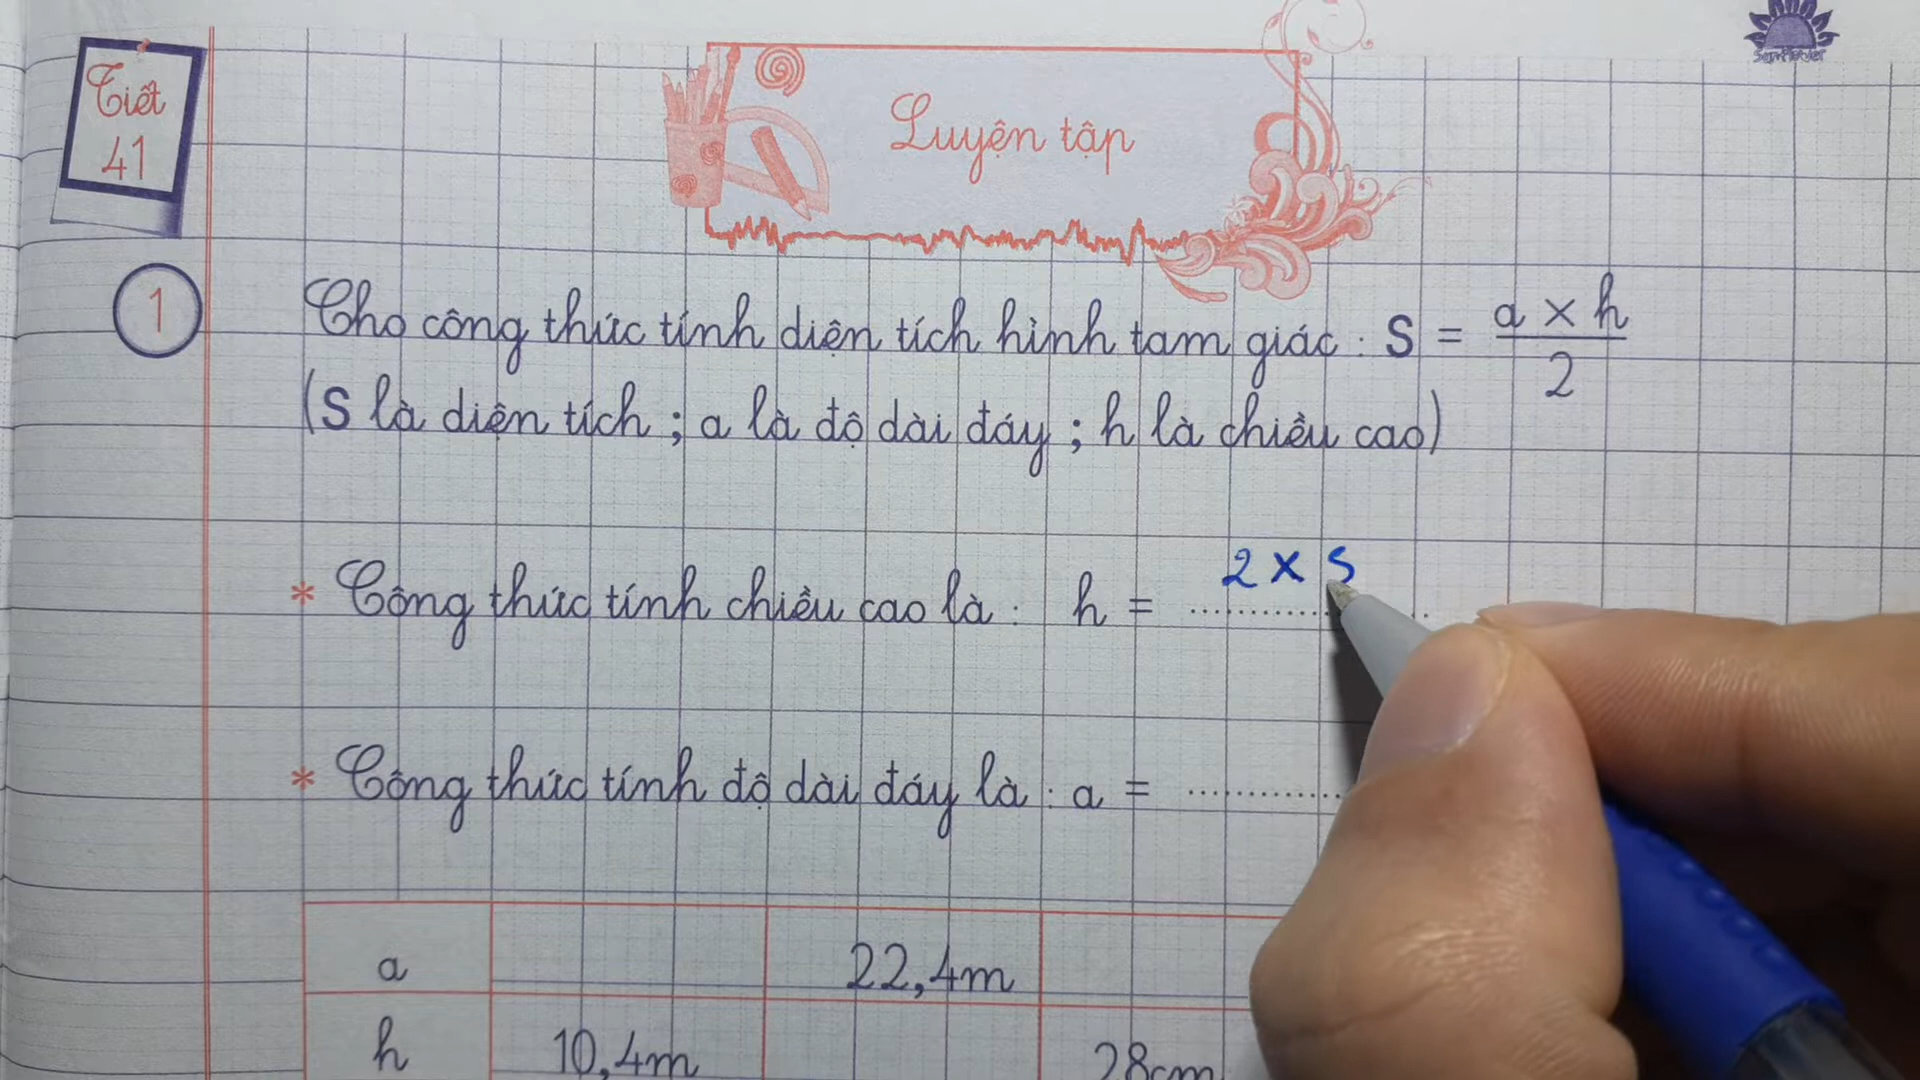 Sunflower
Tiết
41
Luyện tập
1
Cho công thức tính diện tích hình tam giác : S = a × h / 2
(S là diện tích ; a là độ dài đáy ; h là chiều cao)
* Công thức tính chiều cao là : h = 2 × S
* Công thức tính độ dài đáy là : a = ............
a 22,4m
h 10,4m 28cm